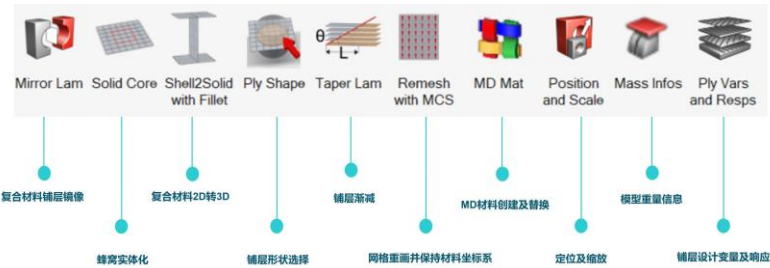 θ
L
Mirror Lam
Solid Core
Shell2Solid
with Fillet
Ply Shape
Taper Lam
Remesh
with MCS
MD Mat
Position
and Scale
Mass Infos
Ply Vars
and Resps
复合材料铺层镜像
复合材料2D转3D
铺层渐减
MD材料创建及替换
模型重量信息
蜂窝实体化
铺层形状选择
网格重画并保持材料坐标系
定位及缩放
铺层设计变量及响应